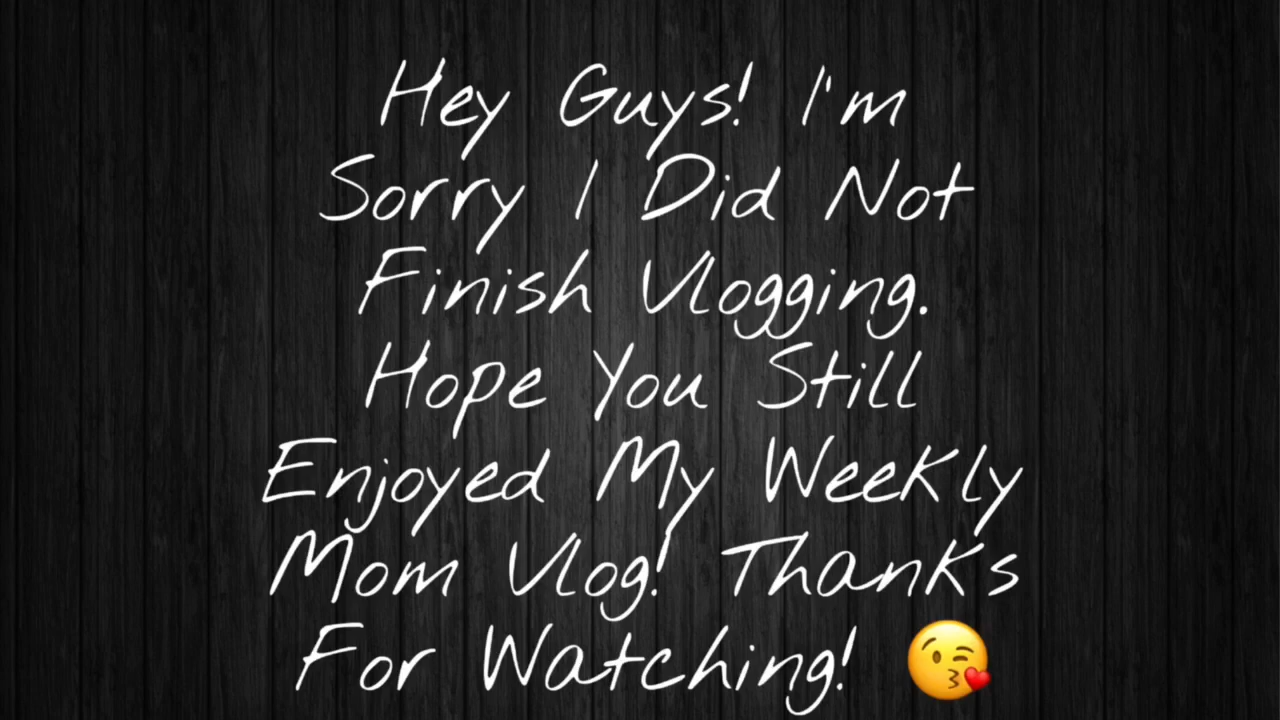 Hey Guys! I'm
Sorry I Did Not
Finish Vlogging.
Hope You Still
Enjoyed My Weekly
Mom Vlog! Thanks
For Watching! 😘